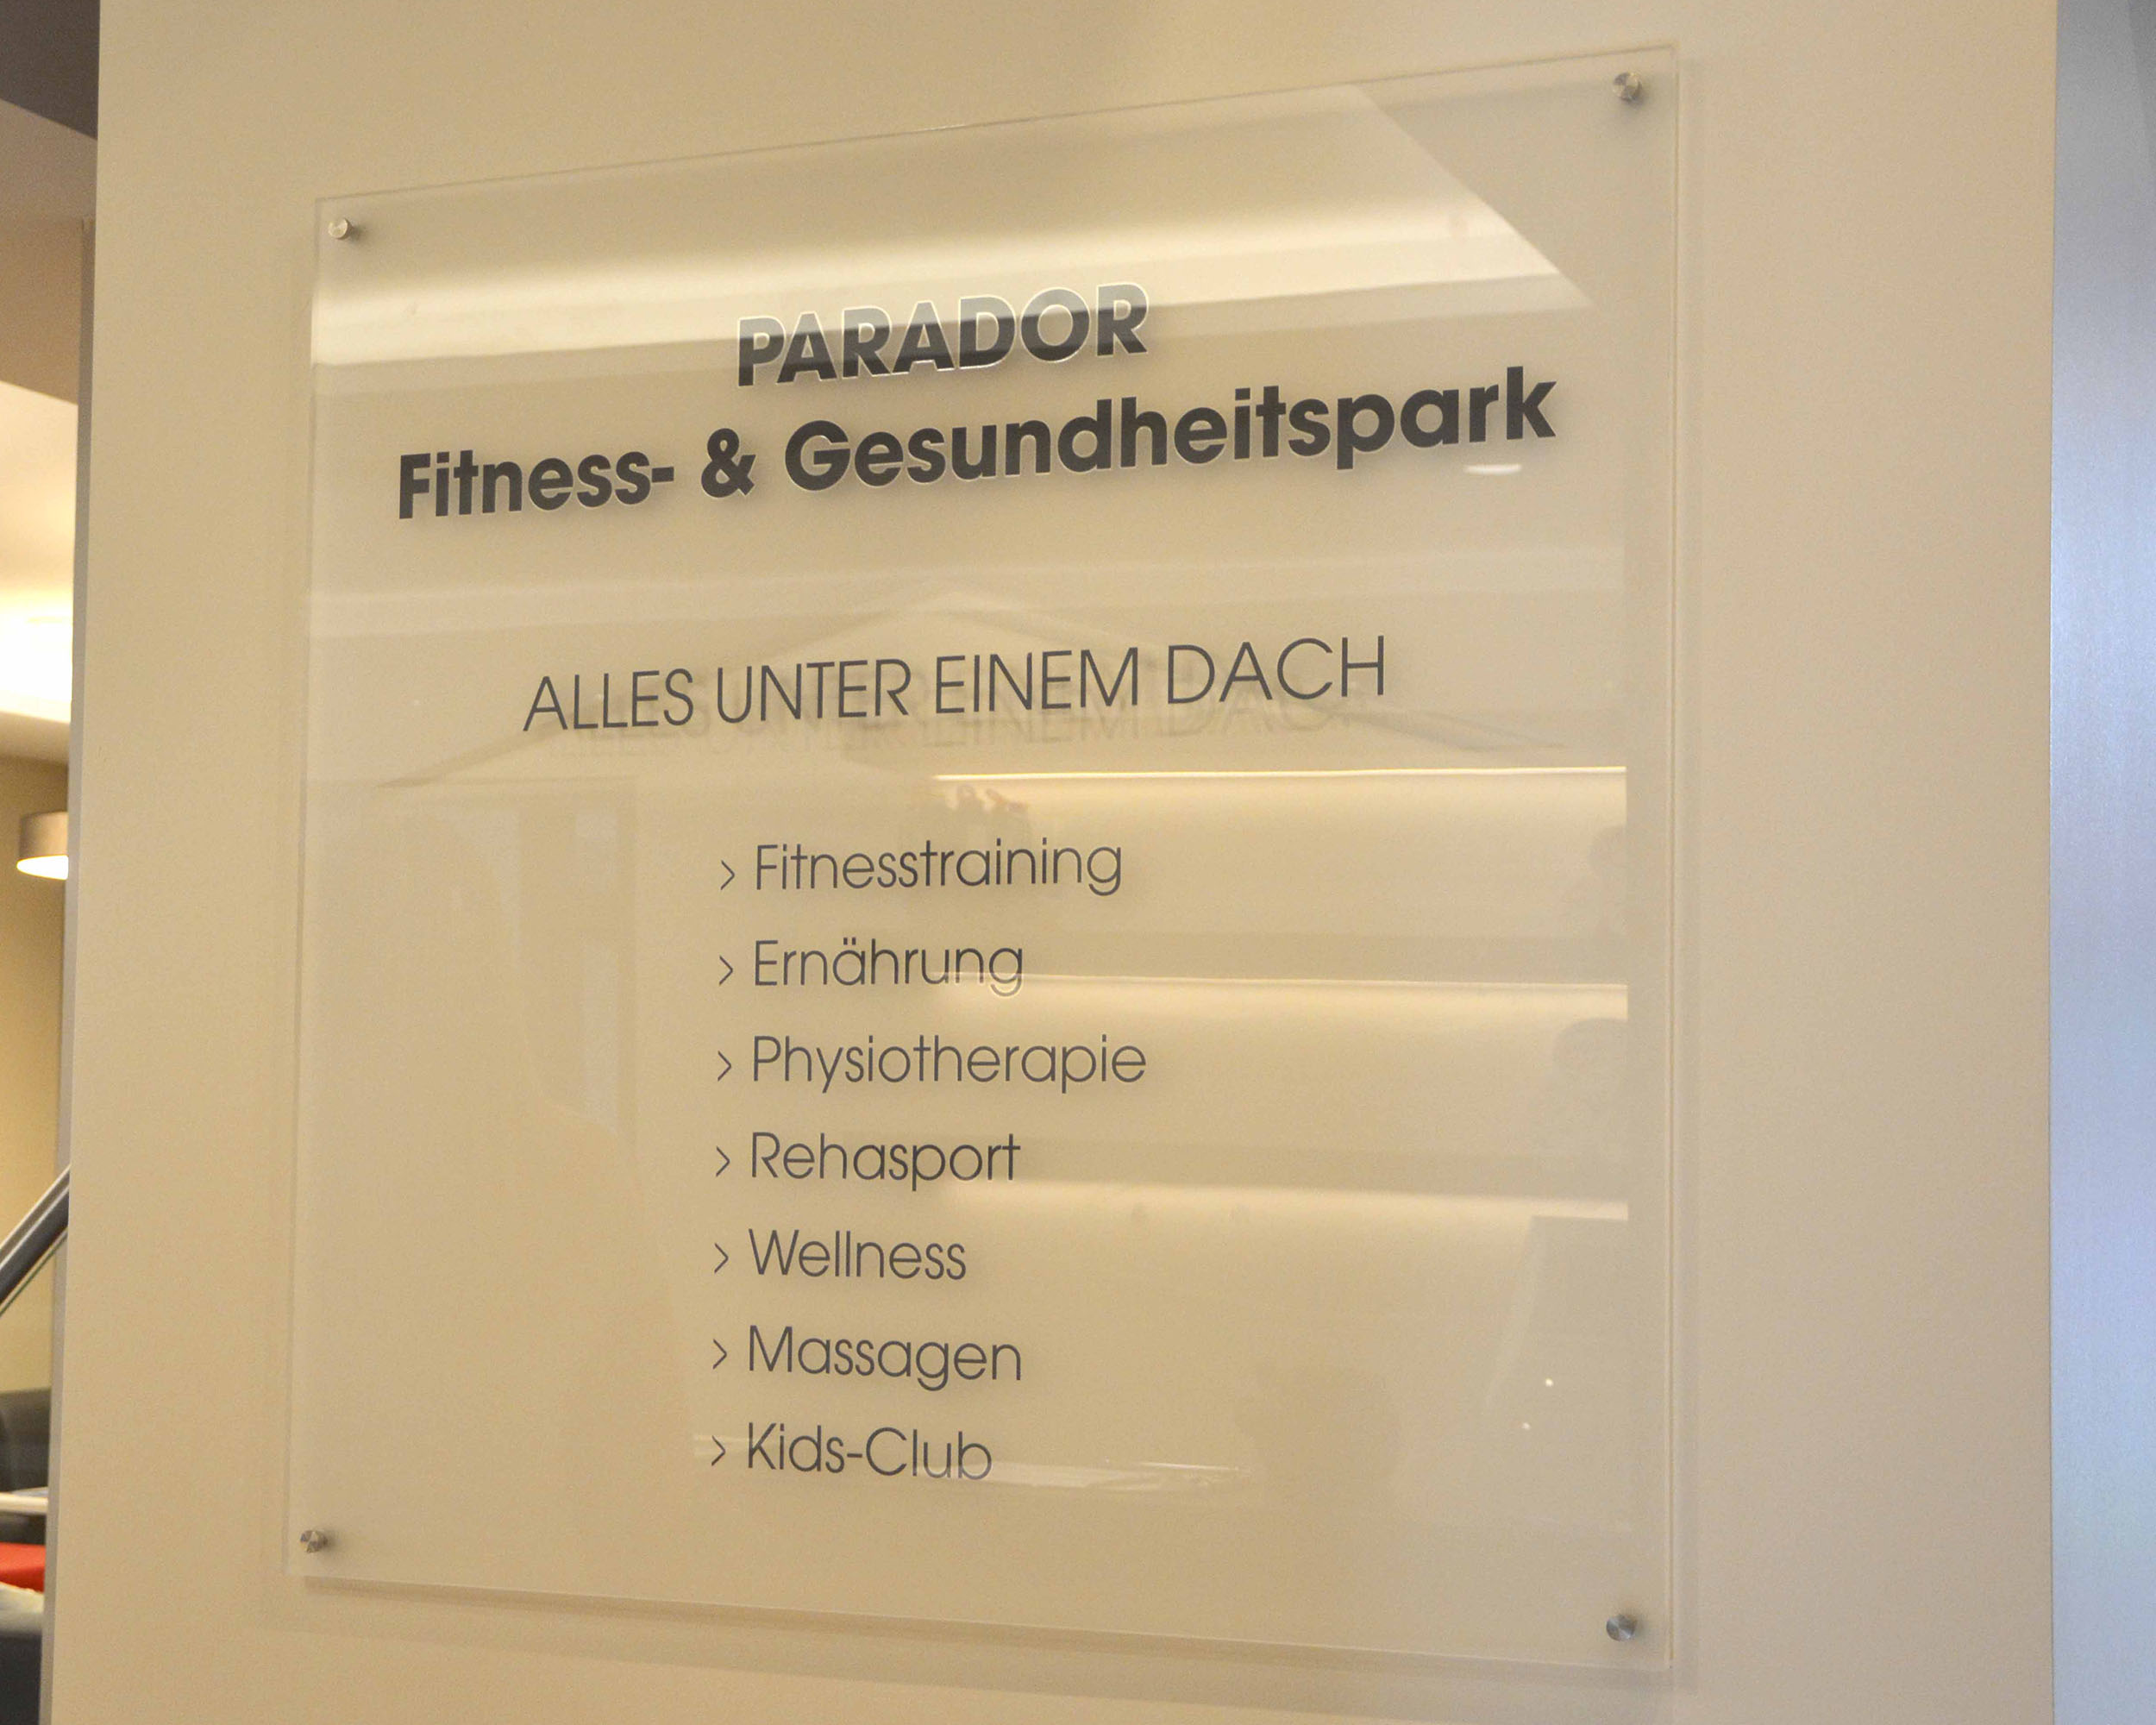 PARADOR
Fitness- & Gesundheitspark
ALLES UNTER EINEM DACH
› Fitnesstraining
› Ernährung
› Physiotherapie
› Rehasport
› Wellness
› Massagen
› Kids-Club